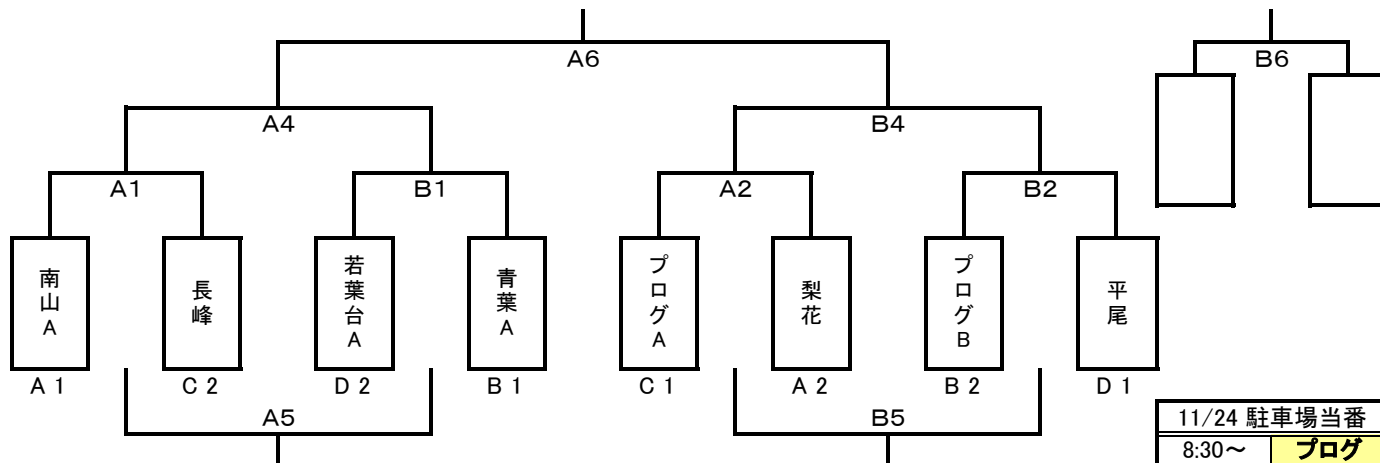 A6
B6
A4
B4
A1
B1
A2
B2
南山A
長峰
若葉台A
青葉A
プログA
梨花
プログB
平尾
A 1
C 2
D 2
B 1
C 1
A 2
B 2
D 1
A5
B5
11/24 駐車場当番
8:30～ プログ